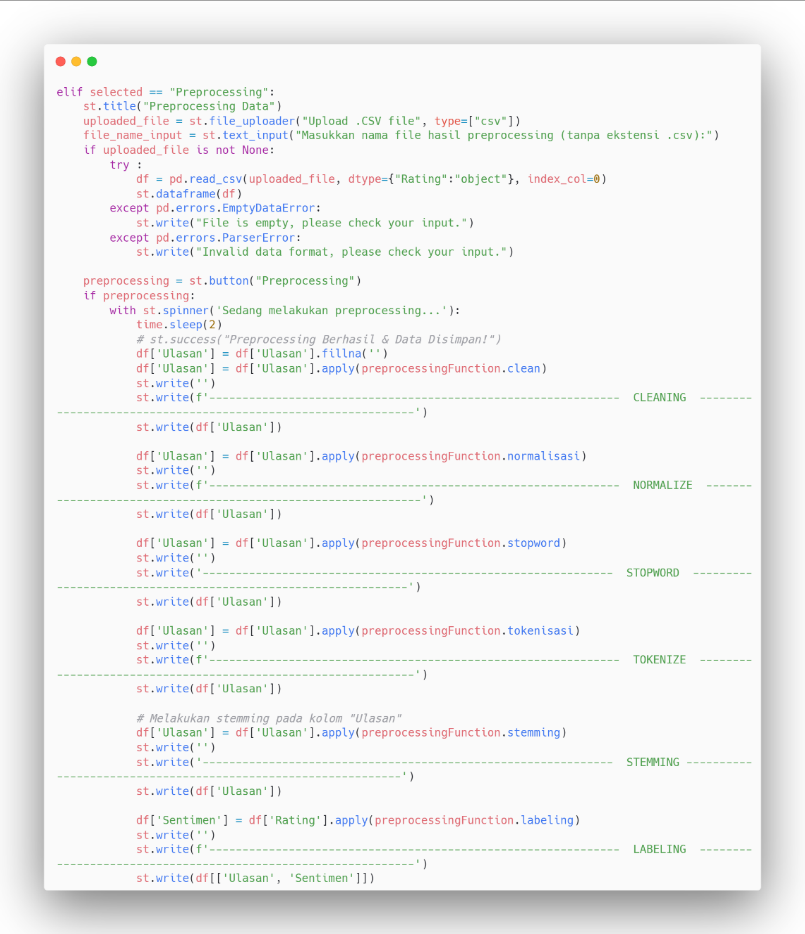 elif selected == "Preprocessing":
    st.title("Preprocessing Data")
    uploaded_file = st.file_uploader("Upload .CSV file", type=["csv"])
    file_name_input = st.text_input("Masukkan nama file hasil preprocessing (tanpa ekstensi .csv):")
    if uploaded_file is not None:
        try :
            df = pd.read_csv(uploaded_file, dtype={"Rating":"object"}, index_col=0)
            st.dataframe(df)
        except pd.errors.EmptyDataError:
            st.write("File is empty, please check your input.")
        except pd.errors.ParserError:
            st.write("Invalid data format, please check your input.")

    preprocessing = st.button("Preprocessing")
    if preprocessing:
        with st.spinner('Sedang melakukan preprocessing...'):
            time.sleep(2)
            # st.success("Preprocessing Berhasil & Data Disimpan!")
            df['Ulasan'] = df['Ulasan'].fillna('')
            df['Ulasan'] = df['Ulasan'].apply(preprocessingFunction.clean)
            st.write('')
            st.write(f'--------------------------------------------------------------  CLEANING  --------
------------------------------------------------------')
            st.write(df['Ulasan'])

            df['Ulasan'] = df['Ulasan'].apply(preprocessingFunction.normalisasi)
            st.write('')
            st.write(f'--------------------------------------------------------------  NORMALIZE  -------
-------------------------------------------------------')
            st.write(df['Ulasan'])

            df['Ulasan'] = df['Ulasan'].apply(preprocessingFunction.stopword)
            st.write('')
            st.write('--------------------------------------------------------------  STOPWORD  ---------
-----------------------------------------------------')
            st.write(df['Ulasan'])

            df['Ulasan'] = df['Ulasan'].apply(preprocessingFunction.tokenisasi)
            st.write('')
            st.write(f'--------------------------------------------------------------  TOKENIZE  --------
------------------------------------------------------')
            st.write(df['Ulasan'])

            # Melakukan stemming pada kolom "Ulasan"
            df['Ulasan'] = df['Ulasan'].apply(preprocessingFunction.stemming)
            st.write('')
            st.write('--------------------------------------------------------------  STEMMING ----------
----------------------------------------------------')
            st.write(df['Ulasan'])

            df['Sentimen'] = df['Rating'].apply(preprocessingFunction.labeling)
            st.write('')
            st.write(f'--------------------------------------------------------------  LABELING  --------
------------------------------------------------------')
            st.write(df[['Ulasan', 'Sentimen']])